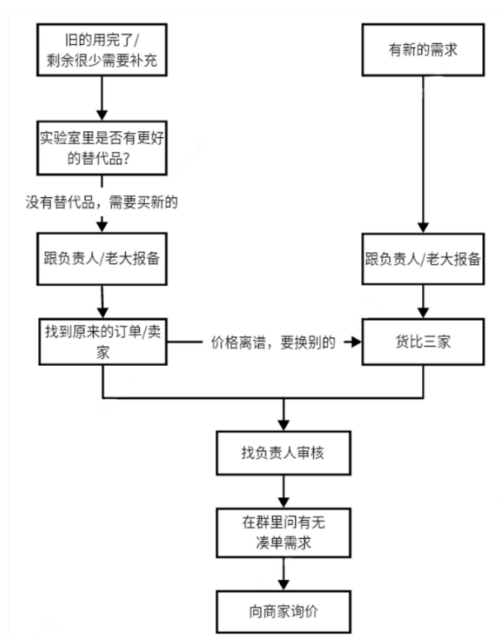 旧的用完了/
剩余很少需要补充
有新的需求
实验室里是否有更好
的替代品?
没有替代品，需要买新的
跟负责人/老大报备
跟负责人/老大报备
找到原来的订单/卖
家
价格离谱，要换别的
货比三家
找负责人审核
在群里问有无
凑单需求
向商家询价